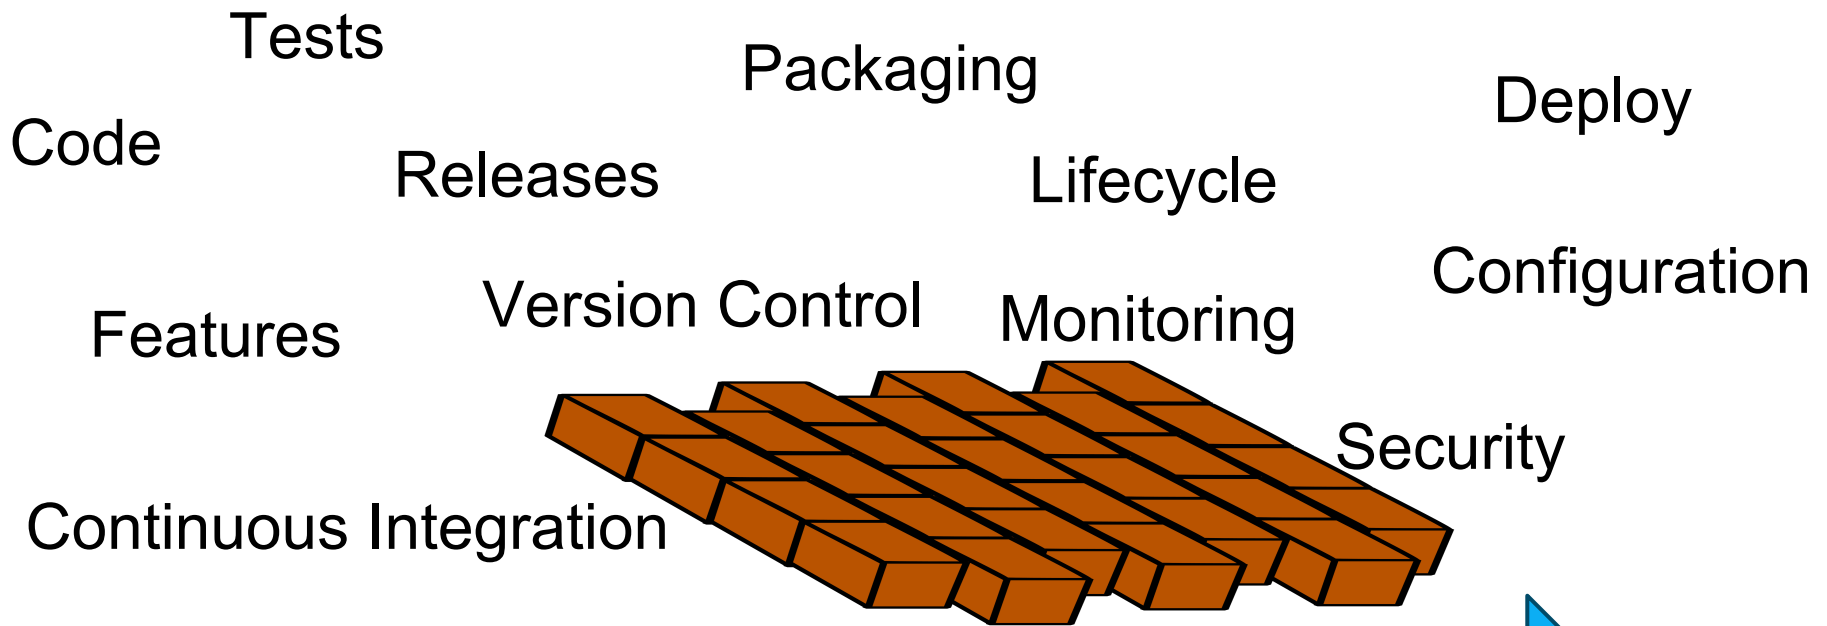 Tests
Packaging
Deploy
Code
Releases
Lifecycle
Configuration
Version Control
Monitoring
Features
Security
Continuous Integration